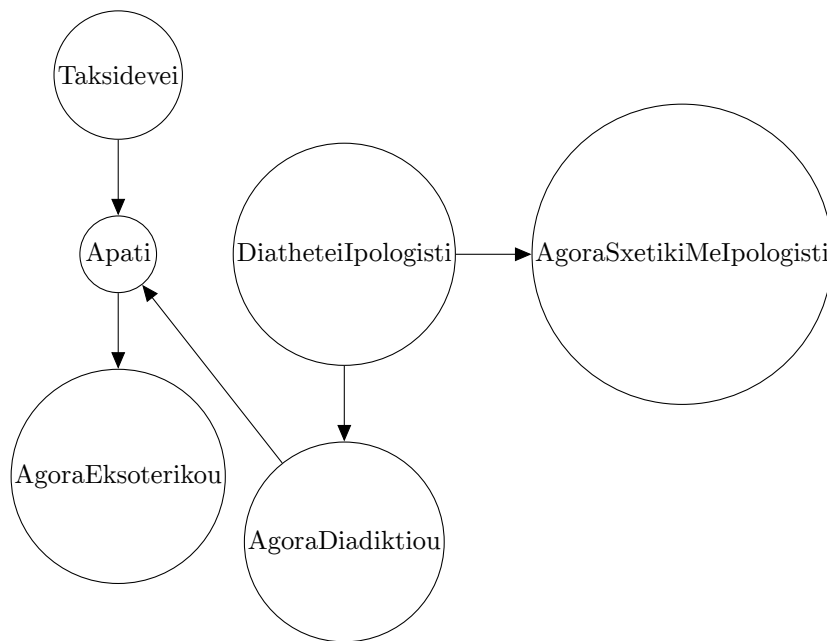 Taksidevei
Apati
DiatheteiIpologisti
AgoraSxetikiMeIpologisti
AgoraEksoterikou
AgoraDiadiktiou